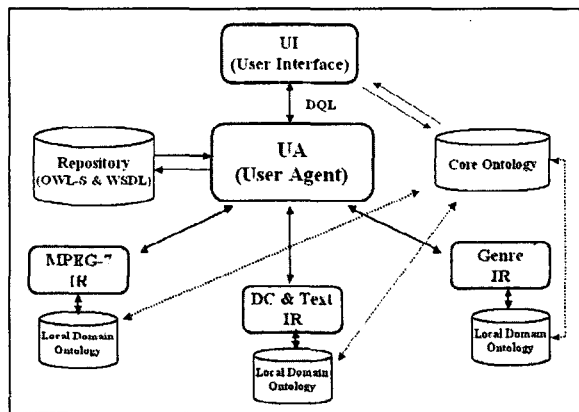 UI
(User Interface)
DQL
UA
(User Agent)
Repository
(OWL-S & WSDL)
Core Ontology
MPEG-7
IR
Genre
IR
DC & Text
IR
Local Domain
Ontology
Local Domain
Ontology
Local Domain
Ontology